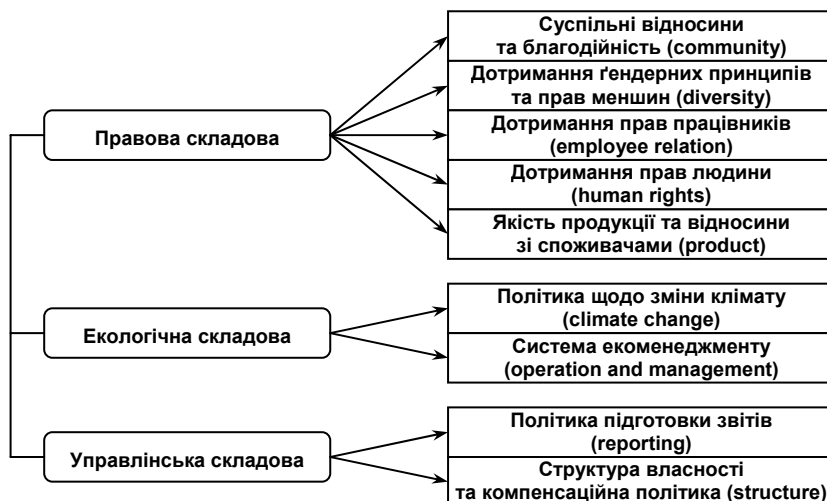 Суспільні відносини
та благодійність (community)
Дотримання ґендерних принципів
та прав меншин (diversity)
Правова складова
Дотримання прав працівників
(employee relation)
Дотримання прав людини
(human rights)
Якість продукції та відносини
зі споживачами (product)
Екологічна складова
Політика щодо зміни клімату
(climate change)
Система екоменеджменту
(operation and management)
Управлінська складова
Політика підготовки звітів
(reporting)
Структура власності
та компенсаційна політика (structure)